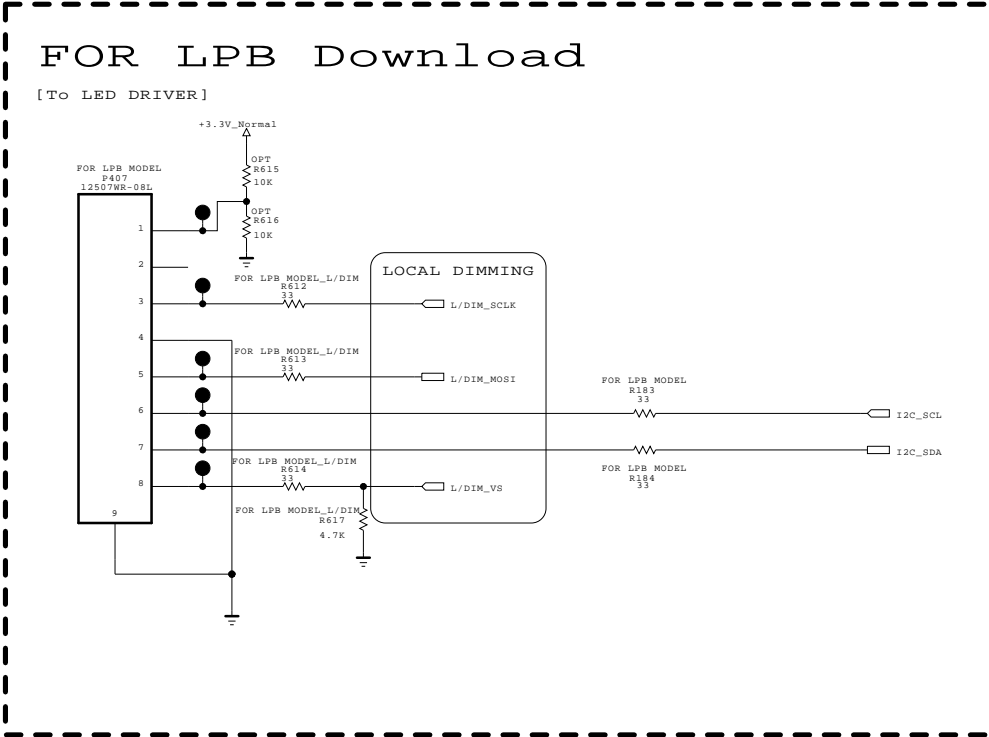 FOR LPB Download
[To LED DRIVER]
+3.3V_Normal
OPT
R615
10K
FOR LPB MODEL
P407
12507WR-08L
OPT
R616
10K
1
2
3
4
5
6
7
8
9
FOR LPB MODEL_L/DIM
R612
33
LOCAL DIMMING
L/DIM_SCLK
FOR LPB MODEL_L/DIM
R613
33
L/DIM_MOSI
FOR LPB MODEL
R183
33
I2C_SCL
I2C_SDA
FOR LPB MODEL
R184
33
FOR LPB MODEL_L/DIM
R614
33
L/DIM_VS
FOR LPB MODEL_L/DIM
R617
4.7K